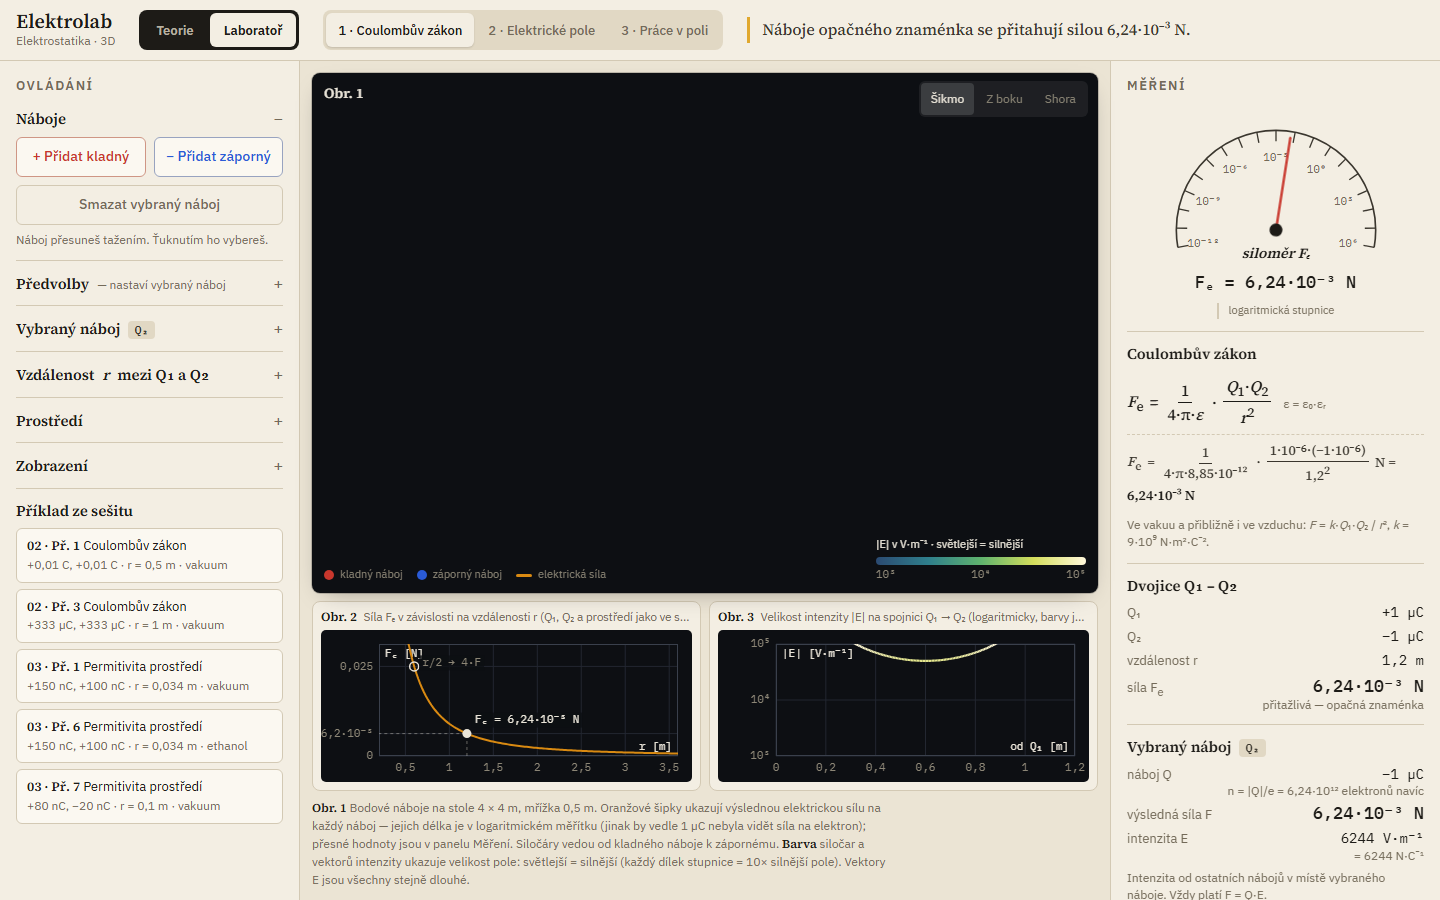 Elektrolab
Elektrostatika · 3D
Teorie
Laboratoř
1 · Coulombův zákon
2 · Elektrické pole
3 · Práce v poli
Náboje opačného znaménka se přitahují silou 6,24·10⁻³ N.
OVLÁDÁNÍ
Náboje −
+ Přidat kladný
− Přidat záporný
Smazat vybraný náboj
Náboj přesuneš tažením. Ťuknutím ho vybereš.
Předvolby — nastaví vybraný náboj +
Vybraný náboj Q₂ +
Vzdálenost r mezi Q₁ a Q₂ +
Prostředí +
Zobrazení +
Příklad ze sešitu
02 · Př. 1 Coulombův zákon
+0,01 C, +0,01 C · r = 0,5 m · vakuum
02 · Př. 3 Coulombův zákon
+333 μC, +333 μC · r = 1 m · vakuum
03 · Př. 1 Permitivita prostředí
+150 nC, +100 nC · r = 0,034 m · vakuum
03 · Př. 6 Permitivita prostředí
+150 nC, +100 nC · r = 0,034 m · ethanol
03 · Př. 7 Permitivita prostředí
+80 nC, −20 nC · r = 0,1 m · vakuum
Obr. 1
Šikmo
Z boku
Shora
|E| v V·m⁻¹ · světlejší = silnější
10³ 10⁴ 10⁵
kladný náboj
záporný náboj
elektrická síla
Obr. 2 Síla Fₑ v závislosti na vzdálenosti r (Q₁, Q₂ a prostředí jako ve s...
Fₑ [N]
r/2 → 4·F
0,025
Fₑ = 6,24·10⁻³ N
6,2·10⁻³
r [m]
0
0,5 1 1,5 2 2,5 3 3,5
Obr. 3 Velikost intenzity |E| na spojnici Q₁ → Q₂ (logaritmicky, barvy j...
10⁵
|E| [V·m⁻¹]
10⁴
od Q₁ [m]
10³
0 0,2 0,4 0,6 0,8 1 1,2
Obr. 1 Bodové náboje na stole 4 × 4 m, mřížka 0,5 m. Oranžové šipky ukazují výslednou elektrickou sílu na
každý náboj — jejich délka je v logaritmickém měřítku (jinak by vedle 1 μC nebyla vidět síla na elektron);
přesné hodnoty jsou v panelu Měření. Siločáry vedou od kladného náboje k zápornému. Barva siločar a
vektorů intenzity ukazuje velikost pole: světlejší = silnější (každý dílek stupnice = 10× silnější pole). Vektory
E jsou všechny stejně dlouhé.
MĚŘENÍ
10⁻¹² 10⁻⁹ 10⁻⁶ 10⁻³ 10⁰ 10³ 10⁶
siloměr Fₑ
Fₑ = 6,24·10⁻³ N
logaritmická stupnice
Coulombův zákon
Fₑ = 1 / 4·π·ε · Q₁·Q₂ / r² ε = ε₀·εᵣ
Fₑ = 1 / 4·π·8,85·10⁻¹² · 1·10⁻⁶·(−1·10⁻⁶) / 1,2² N =
6,24·10⁻³ N
Ve vakuu a přibližně i ve vzduchu: F = k·Q₁·Q₂ / r², k =
9·10⁹ N·m²·C⁻².
Dvojice Q₁ – Q₂
Q₁ +1 μC
Q₂ −1 μC
vzdálenost r 1,2 m
síla Fₑ 6,24·10⁻³ N
přitažlivá — opačná znaménka
Vybraný náboj Q₂
náboj Q −1 μC
n = |Q|/e = 6,24·10¹² elektronů navíc
výsledná síla F 6,24·10⁻³ N
intenzita E 6244 V·m⁻¹
= 6244 N·C⁻¹
Intenzita od ostatních nábojů v místě vybraného
náboje. Vždy platí F = Q·E.